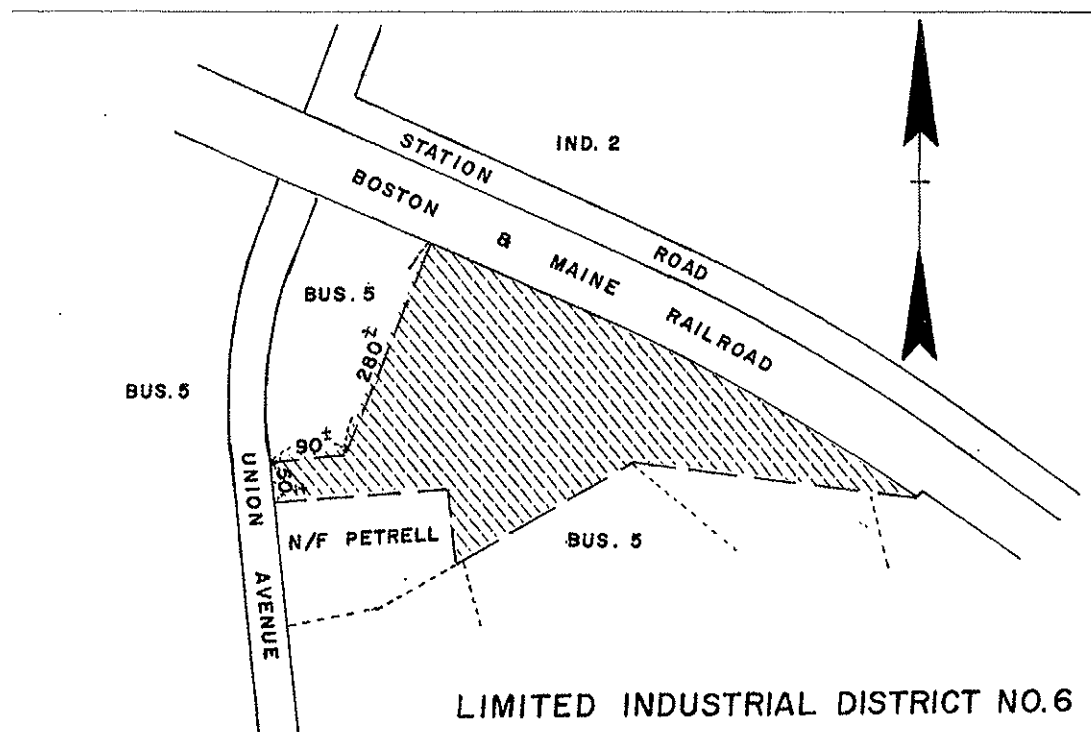 IND. 2
STATION ROAD
BOSTON & MAINE RAILROAD
BUS. 5
280±
BUS. 5
90±
50±
UNION AVENUE
N/F PETRELL
BUS. 5
LIMITED INDUSTRIAL DISTRICT NO. 6